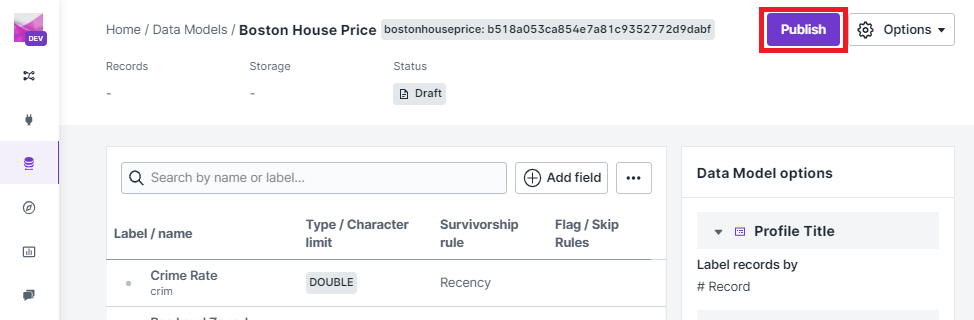 DEV
Home / Data Models / Boston House Price bostonhouseprice: b518a053ca854e7a81c9352772d9dabf
Publish
Options
Records
Storage
Status
-
-
Draft
Search by name or label...
Add field
Data Model options
Label / name
Type / Character limit
Survivorship rule
Flag / Skip Rules
Profile Title
Label records by
# Record
Crime Rate
crim
DOUBLE
Recency